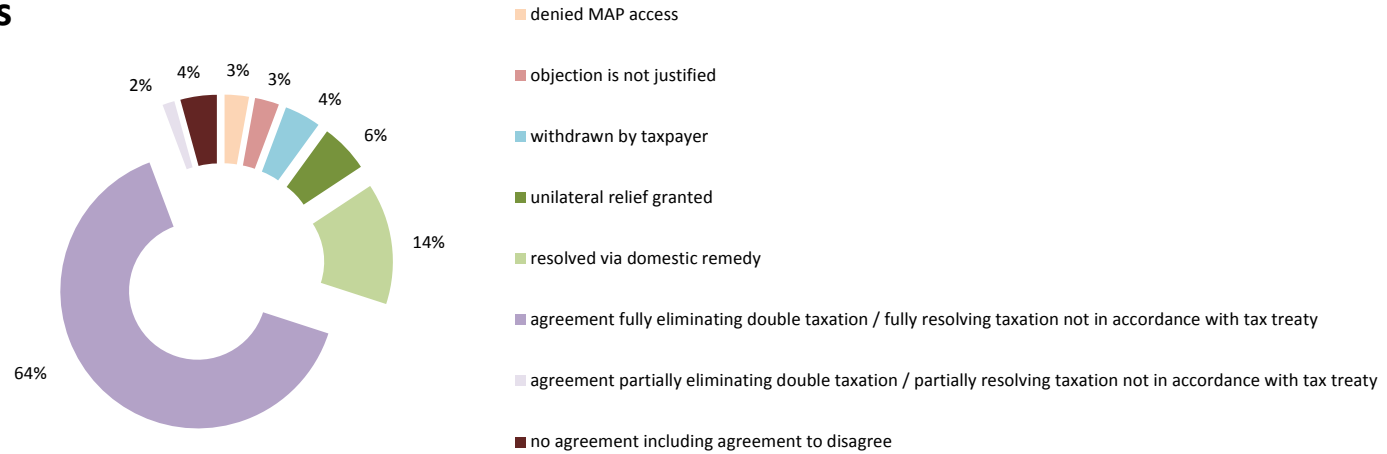 s
denied MAP access
objection is not justified
withdrawn by taxpayer
unilateral relief granted
resolved via domestic remedy
agreement fully eliminating double taxation / fully resolving taxation not in accordance with tax treaty
agreement partially eliminating double taxation / partially resolving taxation not in accordance with tax treaty
no agreement including agreement to disagree
2%
4%
3%
3%
4%
6%
14%
64%